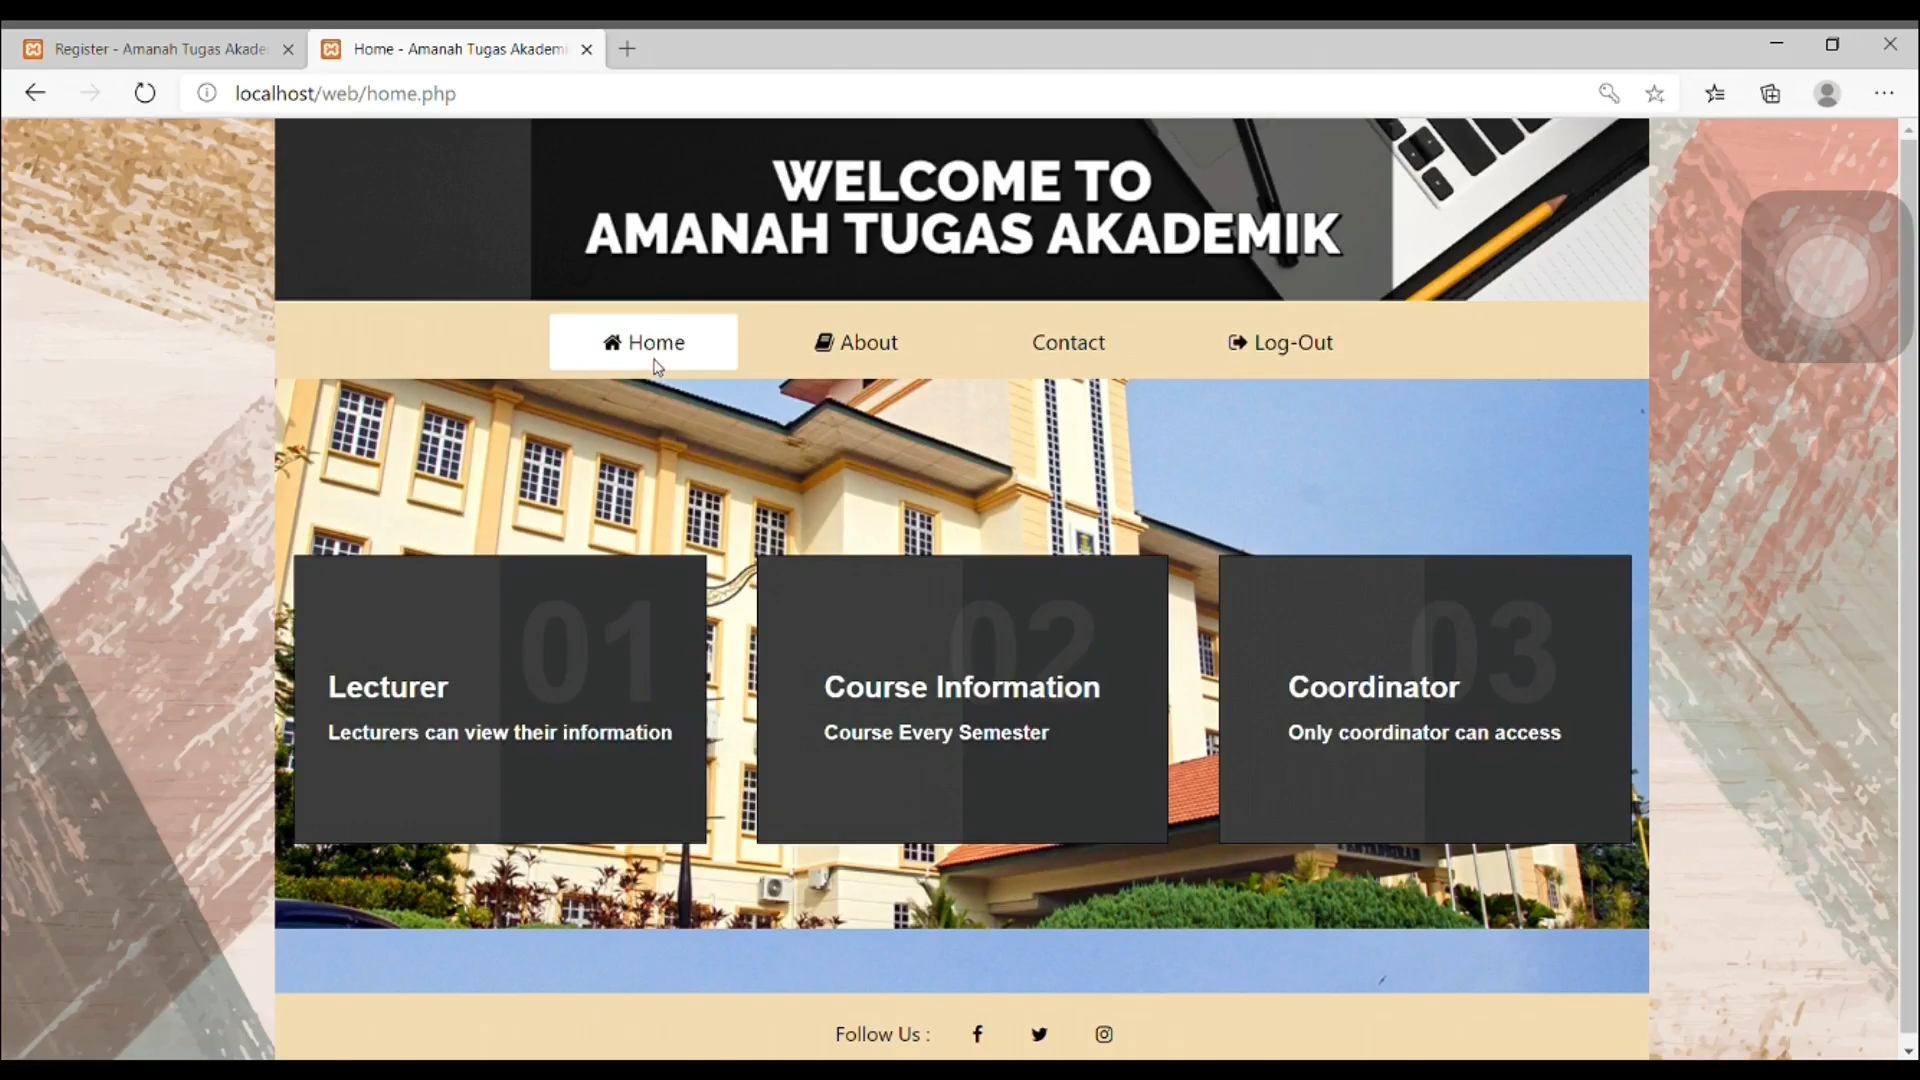 Register - Amanah Tugas Akade
Home - Amanah Tugas Akademi
localhost/web/home.php
WELCOME TO
AMANAH TUGAS AKADEMIK
Home
About
Contact
Log-Out
01
02
03
Lecturer
Lecturers can view their information
Course Information
Course Every Semester
Coordinator
Only coordinator can access
Follow Us :